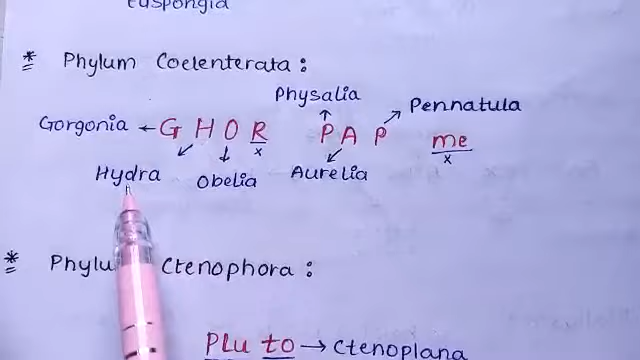 Euspongia
* Phylum Coelenterata :
Physalia
Pennatula
Gorgonia ← G H O R P A P me
x x
Hydra Obelia Aurelia
* Phylu Ctenophora :
PLu to → Ctenoplana